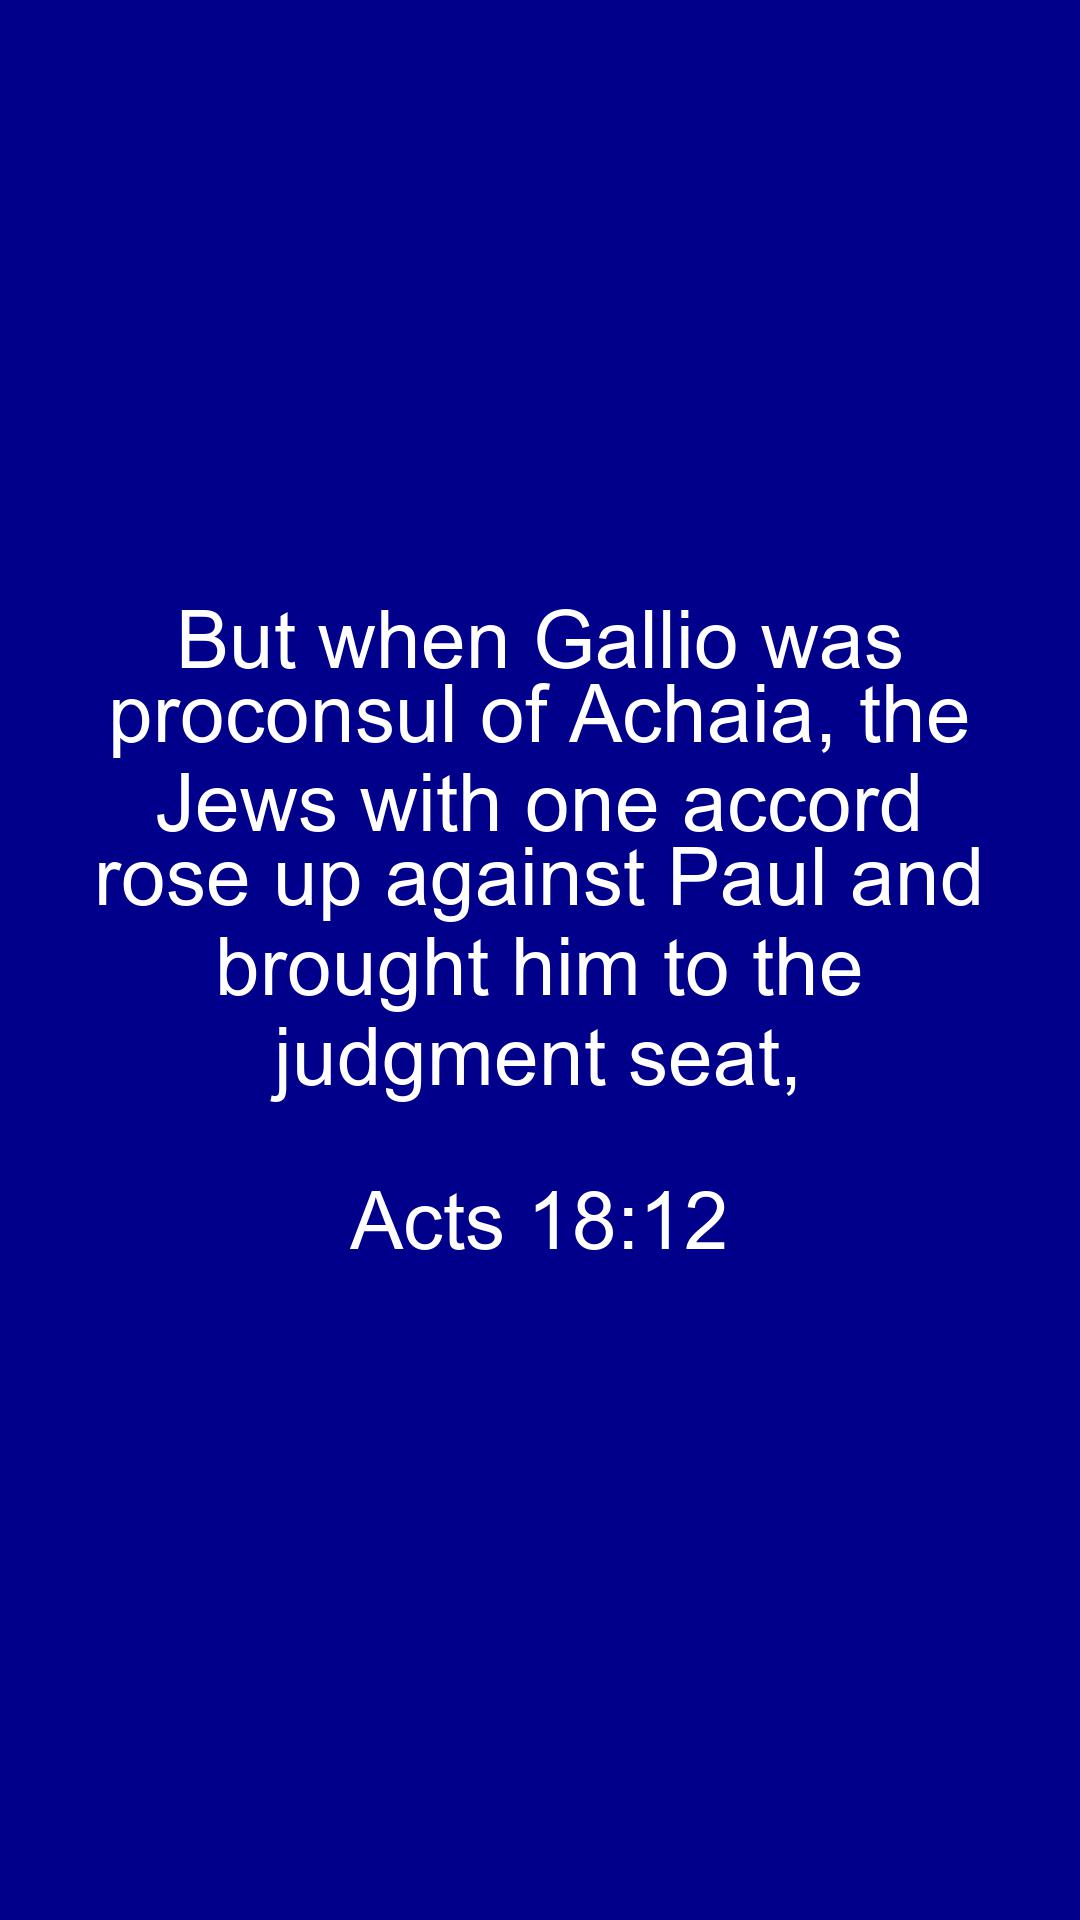 But when Gallio was
proconsul of Achaia, the
Jews with one accord
rose up against Paul and
brought him to the
judgment seat,
Acts 18:12